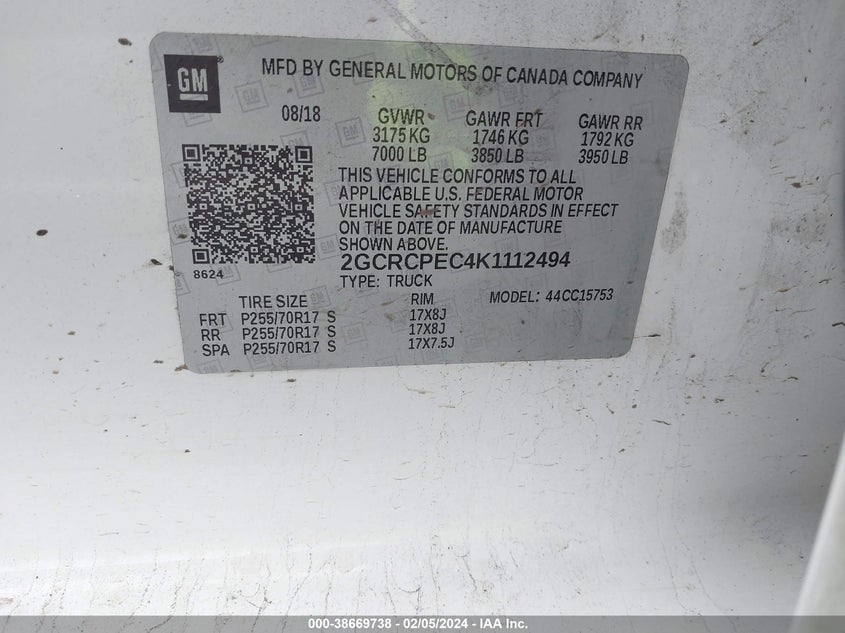 GM ®
MFD BY GENERAL MOTORS OF CANADA COMPANY
08/18 GVWR GAWR FRT GAWR RR
3175 KG 1746 KG 1792 KG
7000 LB 3850 LB 3950 LB
THIS VEHICLE CONFORMS TO ALL
APPLICABLE U.S. FEDERAL MOTOR
VEHICLE SAFETY STANDARDS IN EFFECT
ON THE DATE OF MANUFACTURE
SHOWN ABOVE.
8624
2GCRCPEC4K1112494
TYPE: TRUCK MODEL: 44CC15753
TIRE SIZE RIM
FRT P255/70R17 S 17X8J
RR P255/70R17 S 17X8J
SPA P255/70R17 S 17X7.5J
000-38669738 - 02/05/2024 - IAA Inc.